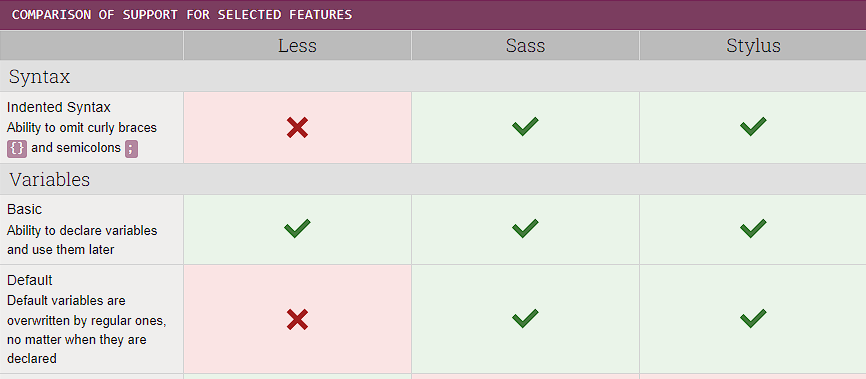 COMPARISON OF SUPPORT FOR SELECTED FEATURES
Less Sass Stylus
Syntax
Indented Syntax
Ability to omit curly braces
{} and semicolons ;
Variables
Basic
Ability to declare variables
and use them later
Default
Default variables are
overwritten by regular ones,
no matter when they are
declared